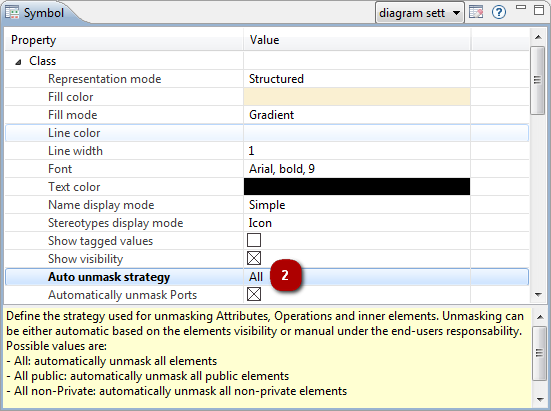 Symbol diagram sett
Property Value
Class
Representation mode Structured
Fill color
Fill mode Gradient
Line color
Line width 1
Font Arial, bold, 9
Text color
Name display mode Simple
Stereotypes display mode Icon
Show tagged values
Show visibility
Auto unmask strategy All 2
Automatically unmask Ports
Define the strategy used for unmasking Attributes, Operations and inner elements. Unmasking can
be either automatic based on the elements visibility or manual under the end-users responsability.
Possible values are:
- All: automatically unmask all elements
- All public: automatically unmask all public elements
- All non-Private: automatically unmask all non-private elements